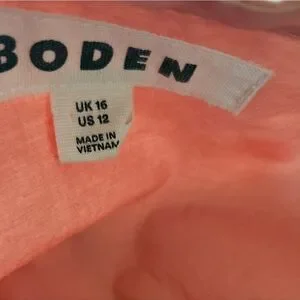 BODEN
UK 16
US 12
MADE IN
VIETNAM